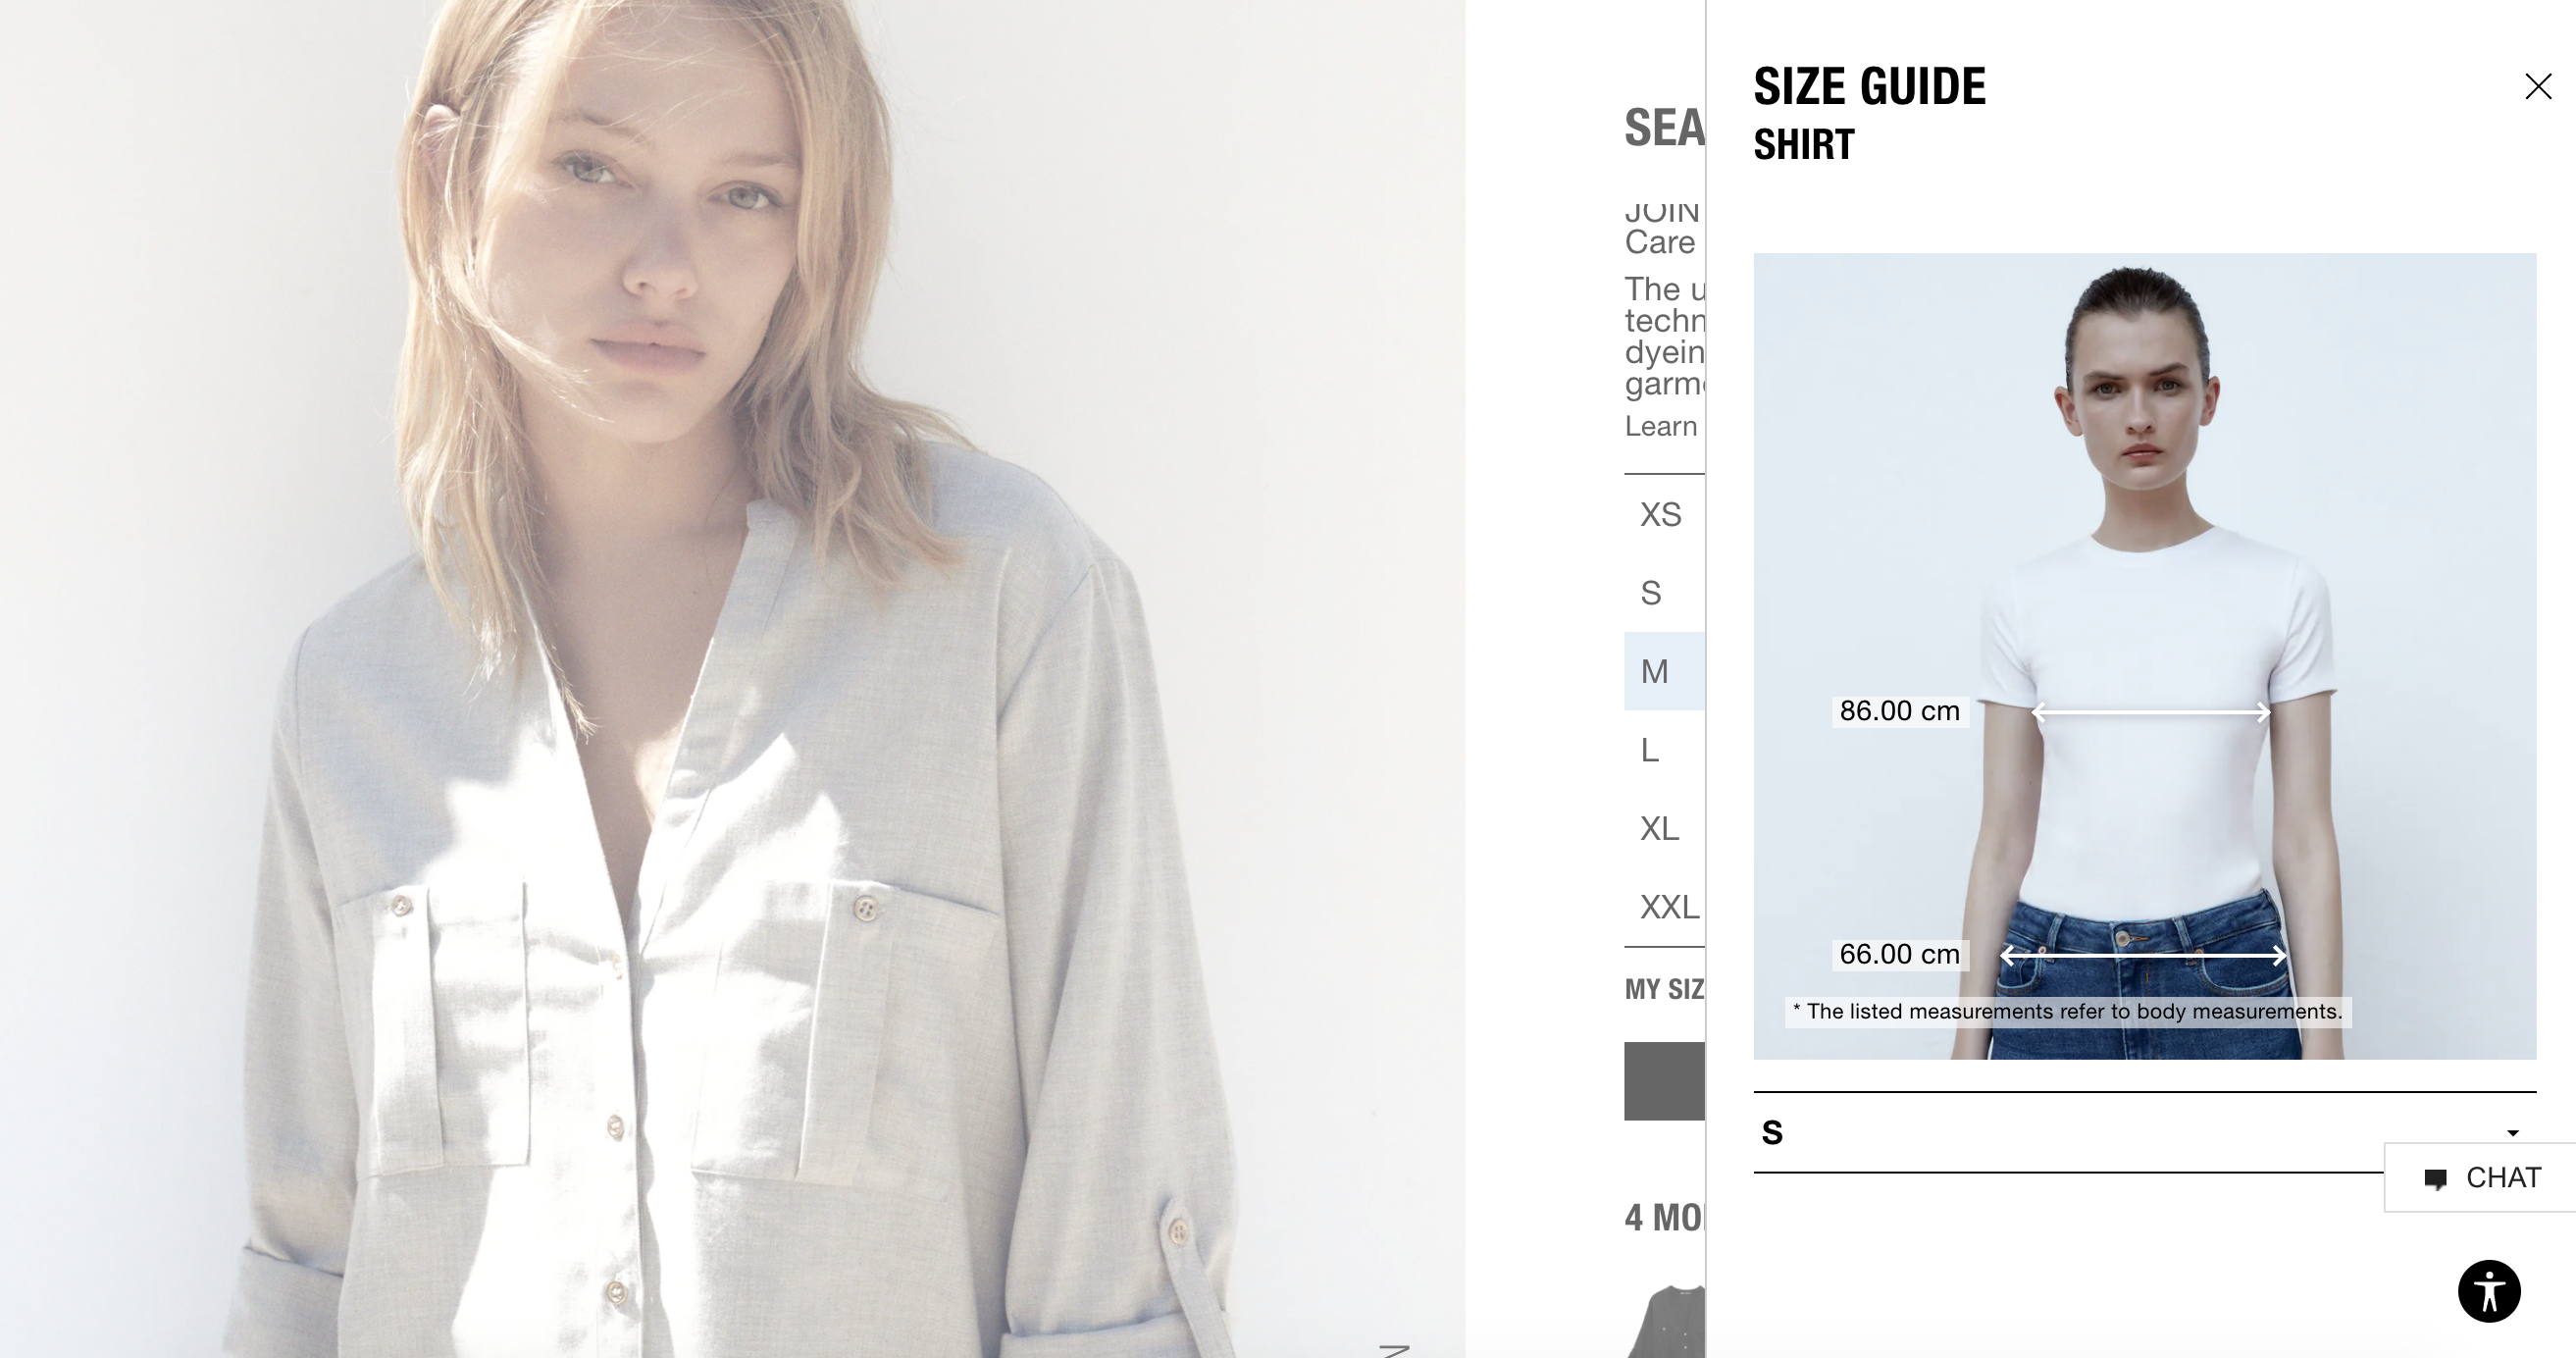 SEA
JOIN
Care
The u
techn
dyein
garme
Learn
XS
S
M
L
XL
XXL
MY SIZ
4 MO
SIZE GUIDE
SHIRT
86.00 cm
66.00 cm
* The listed measurements refer to body measurements.
S
CHAT